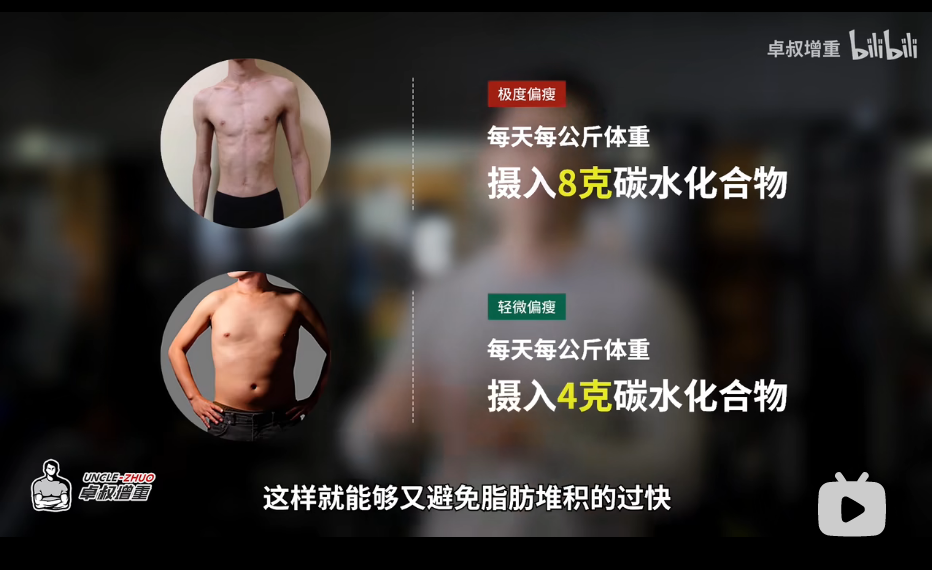 卓叔增重 bilibili
极度偏瘦
每天每公斤体重
摄入8克碳水化合物
轻微偏瘦
每天每公斤体重
摄入4克碳水化合物
UNCLE-ZHUO
卓叔增重
这样就能够又避免脂肪堆积的过快